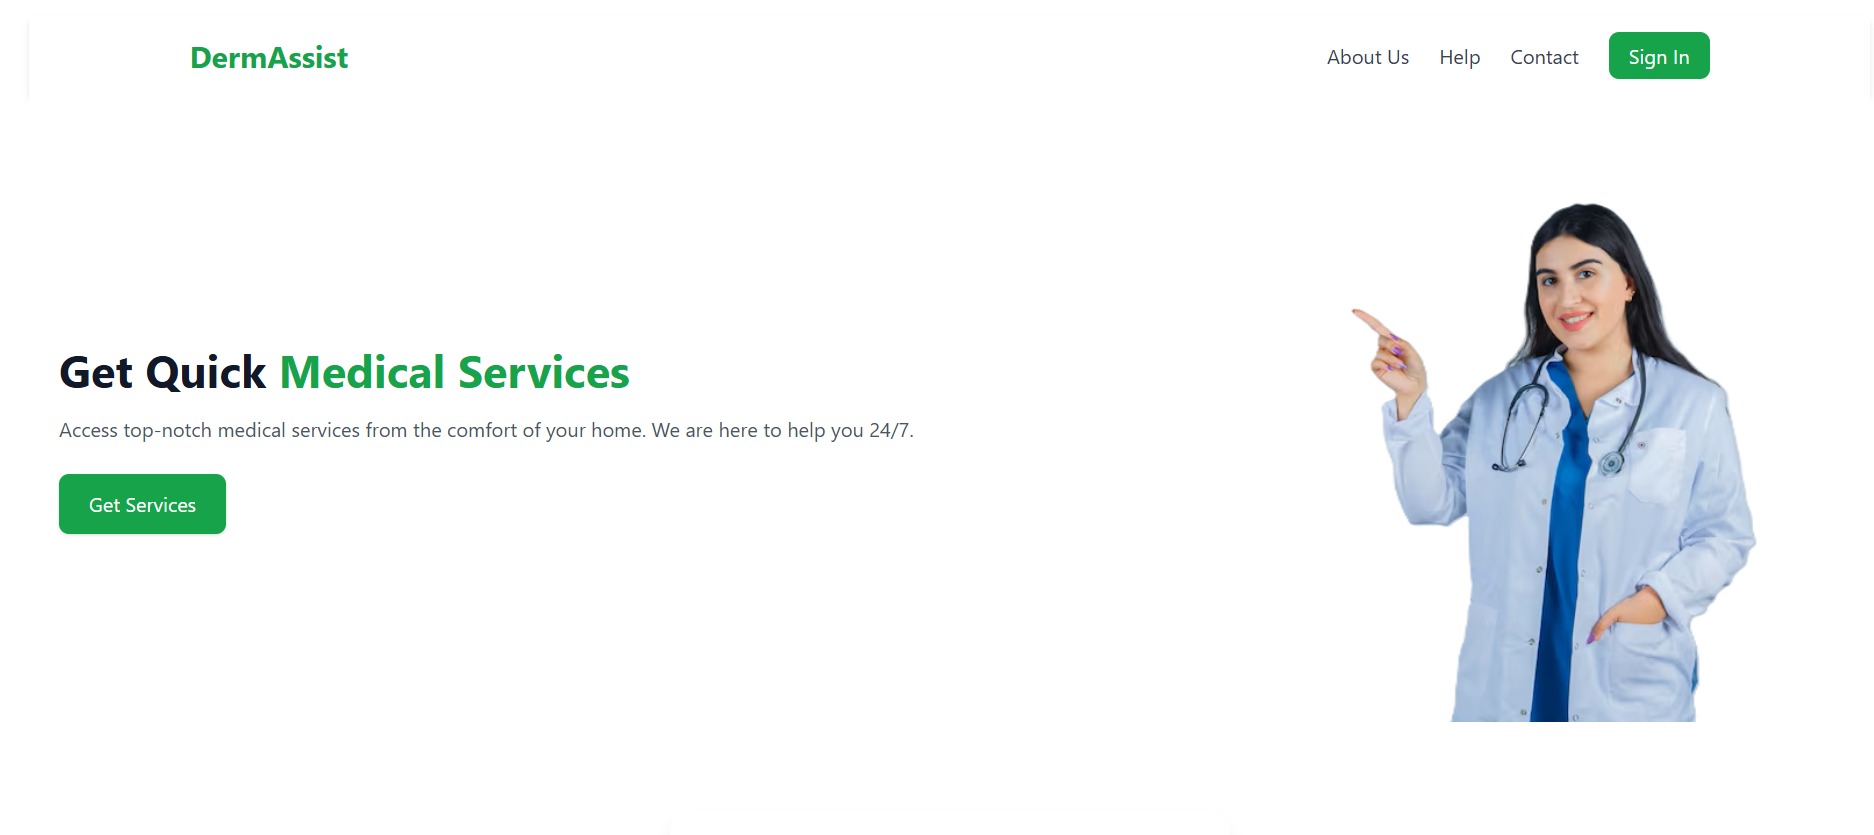 DermAssist
About Us
Help
Contact
Sign In
Get Quick Medical Services
Access top-notch medical services from the comfort of your home. We are here to help you 24/7.
Get Services